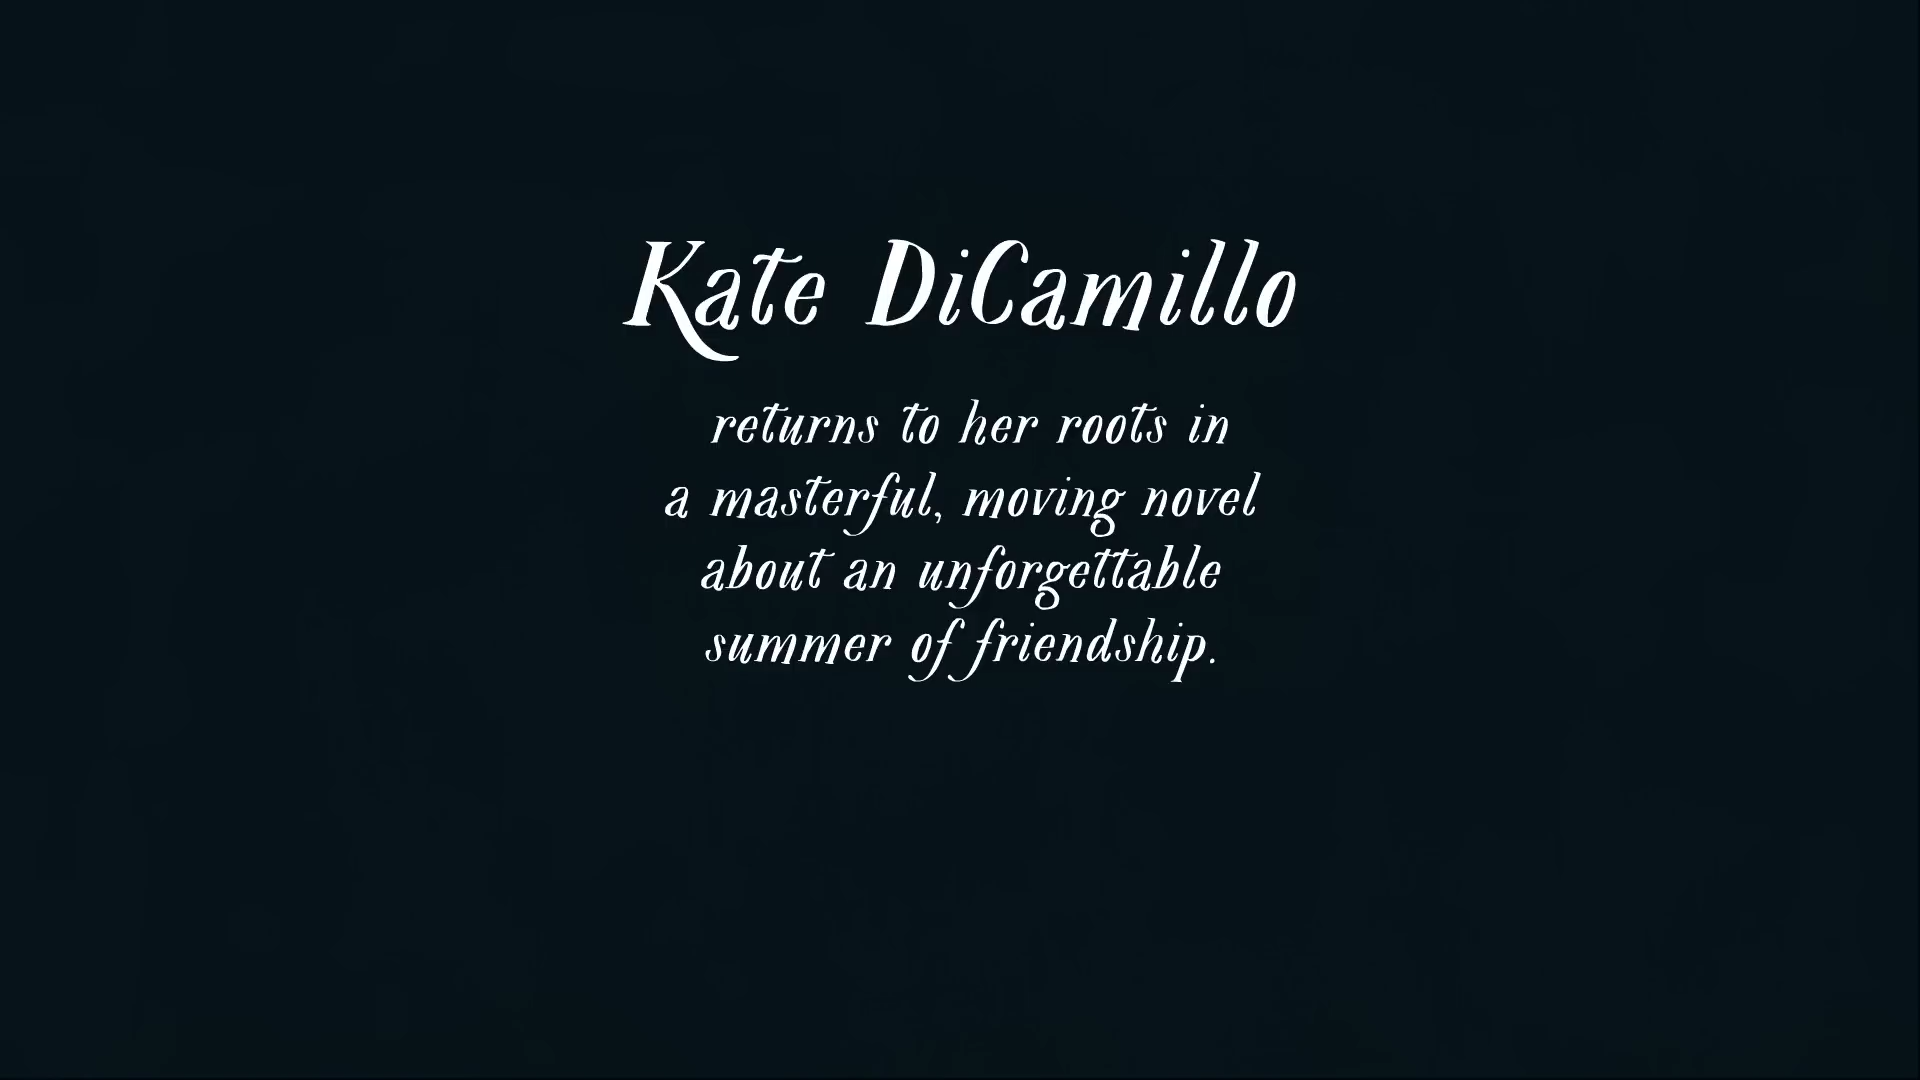 Kate DiCamillo
returns to her roots in
a masterful, moving novel
about an unforgettable
summer of friendship.